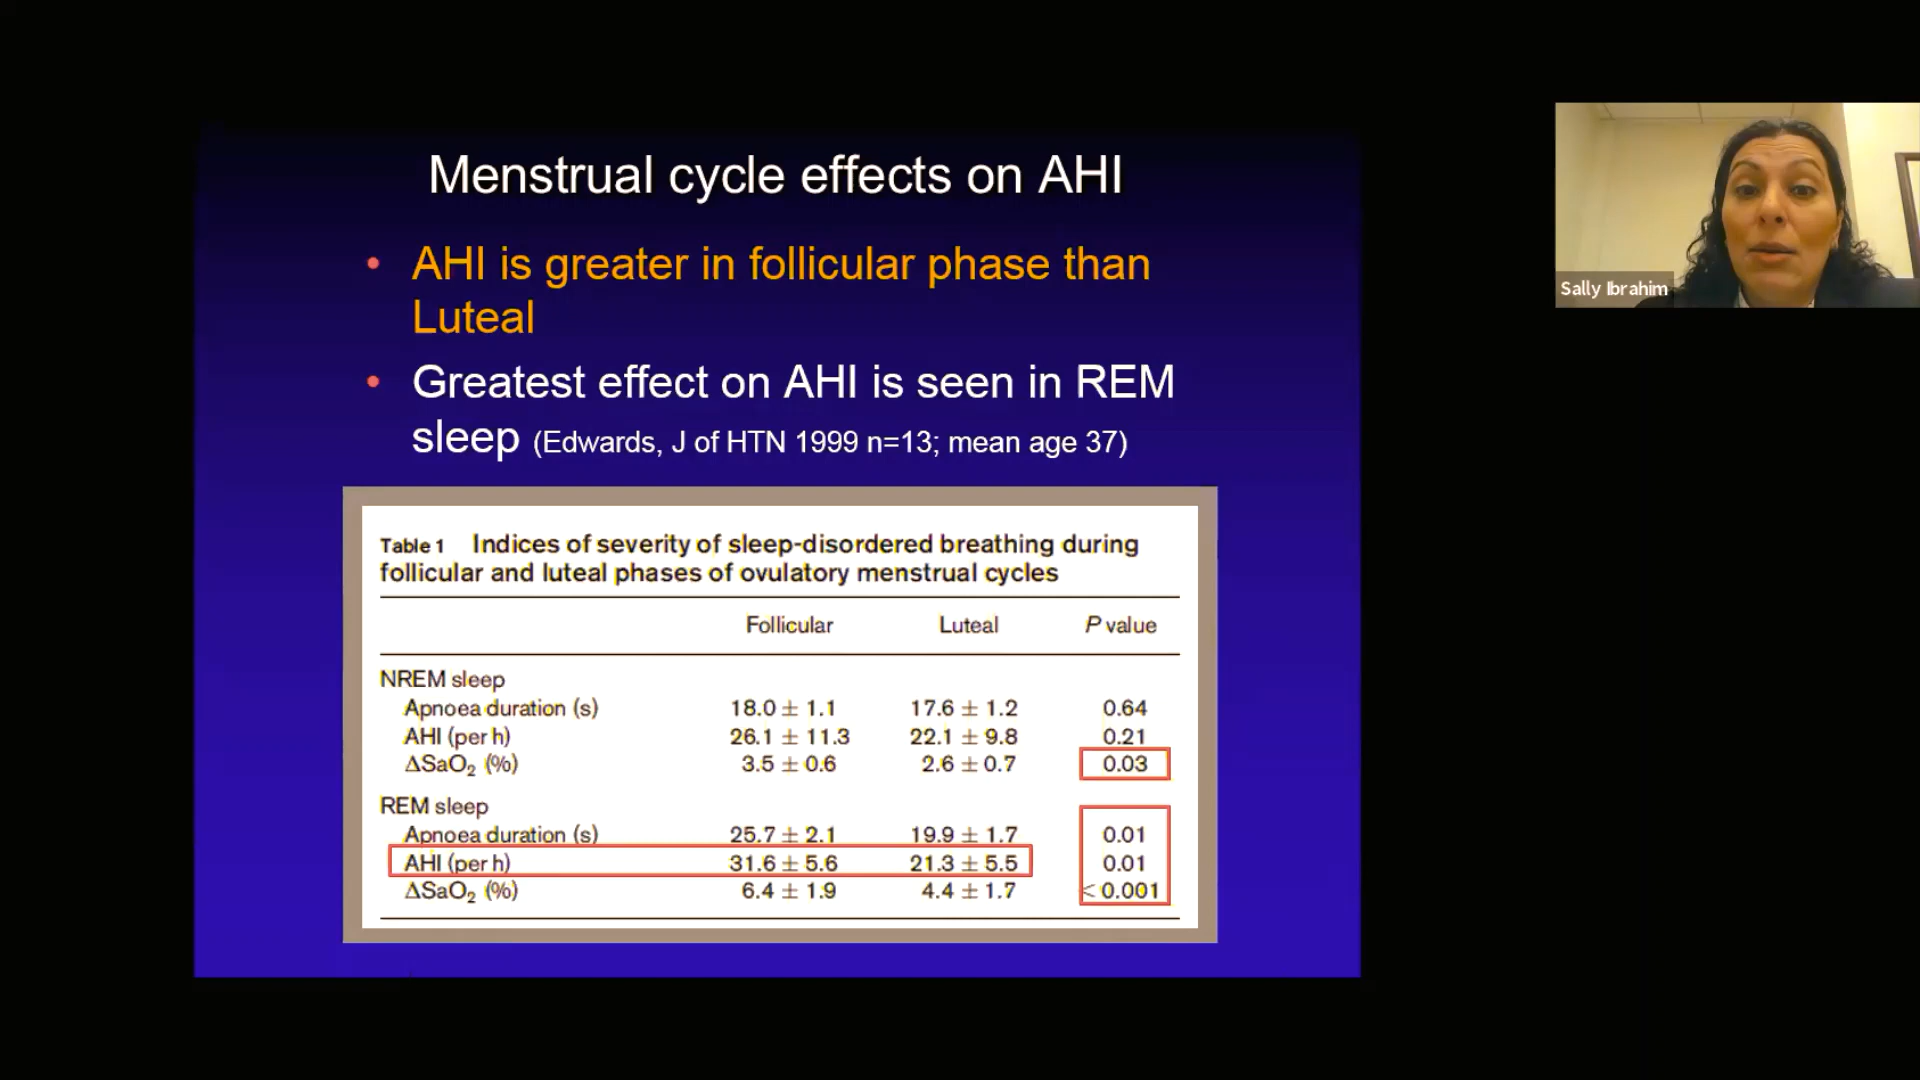 Menstrual cycle effects on AHI
• AHI is greater in follicular phase than
Luteal
• Greatest effect on AHI is seen in REM
sleep (Edwards, J of HTN 1999 n=13; mean age 37)
Table 1 Indices of severity of sleep-disordered breathing during
follicular and luteal phases of ovulatory menstrual cycles
Follicular Luteal P value
NREM sleep
Apnoea duration (s) 18.0 ± 1.1 17.6 ± 1.2 0.64
AHI (per h) 26.1 ± 11.3 22.1 ± 9.8 0.21
ΔSaO₂ (%) 3.5 ± 0.6 2.6 ± 0.7 0.03
REM sleep
Apnoea duration (s) 25.7 ± 2.1 19.9 ± 1.7 0.01
AHI (per h) 31.6 ± 5.6 21.3 ± 5.5 0.01
ΔSaO₂ (%) 6.4 ± 1.9 4.4 ± 1.7 < 0.001
Sally Ibrahim